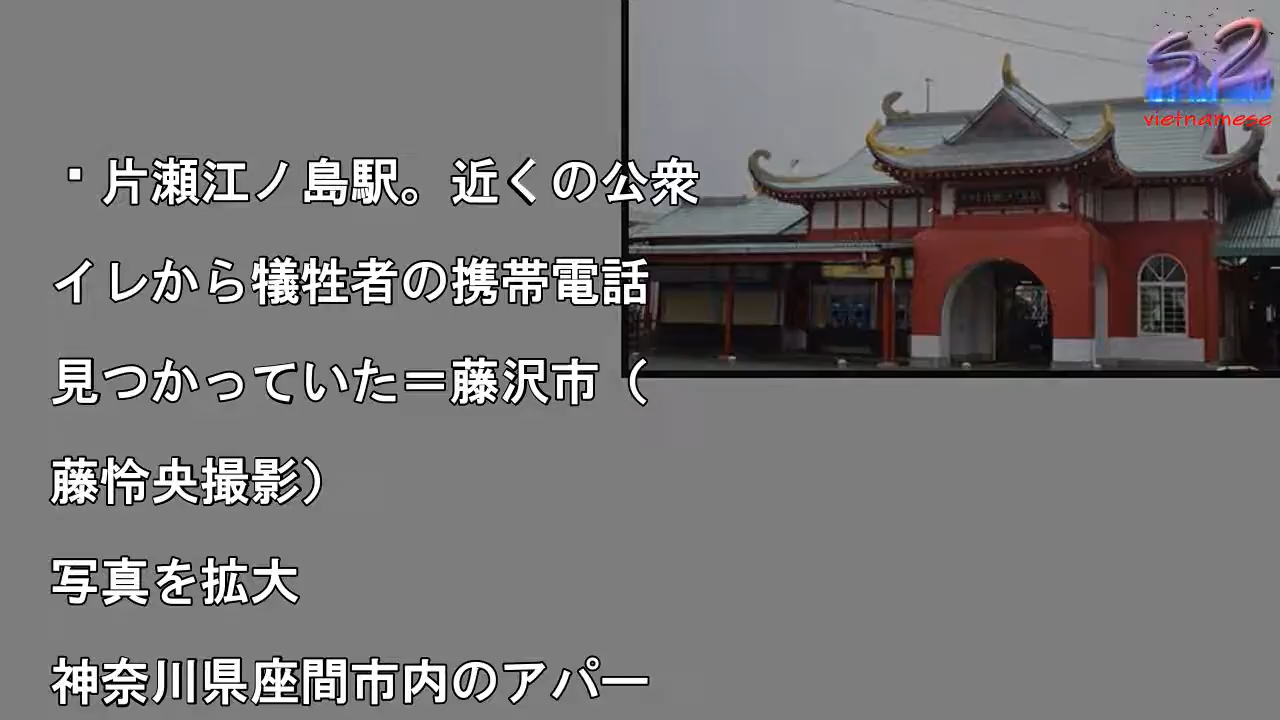 ・片瀬江ノ島駅。近くの公衆
イレから犠牲者の携帯電話
見つかっていた＝藤沢市（
藤怜央撮影）
写真を拡大
神奈川県座間市内のアパー
s2
vietnamese